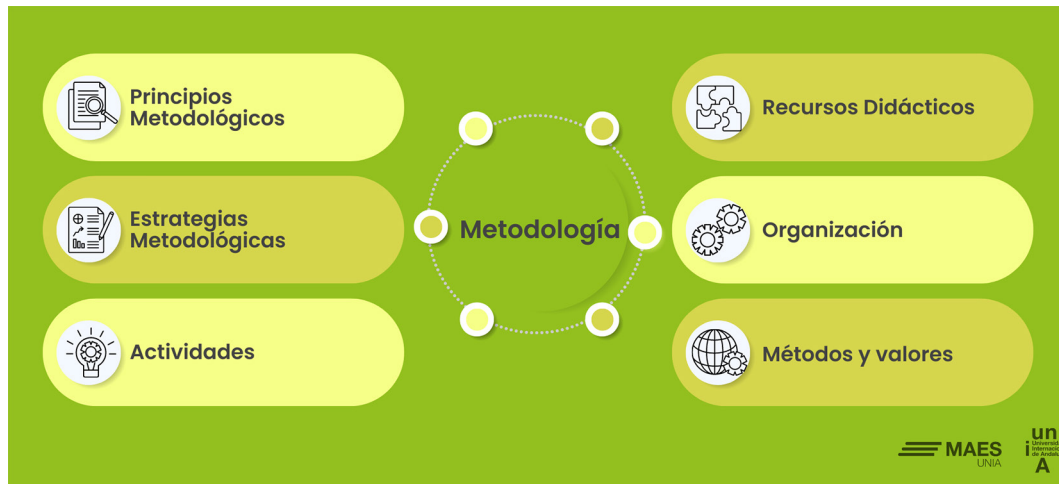 Principios
Metodológicos
Estrategias
Metodológicas
Actividades
Metodología
Recursos Didácticos
Organización
Métodos y valores
MAES
UNIA
un
i
A